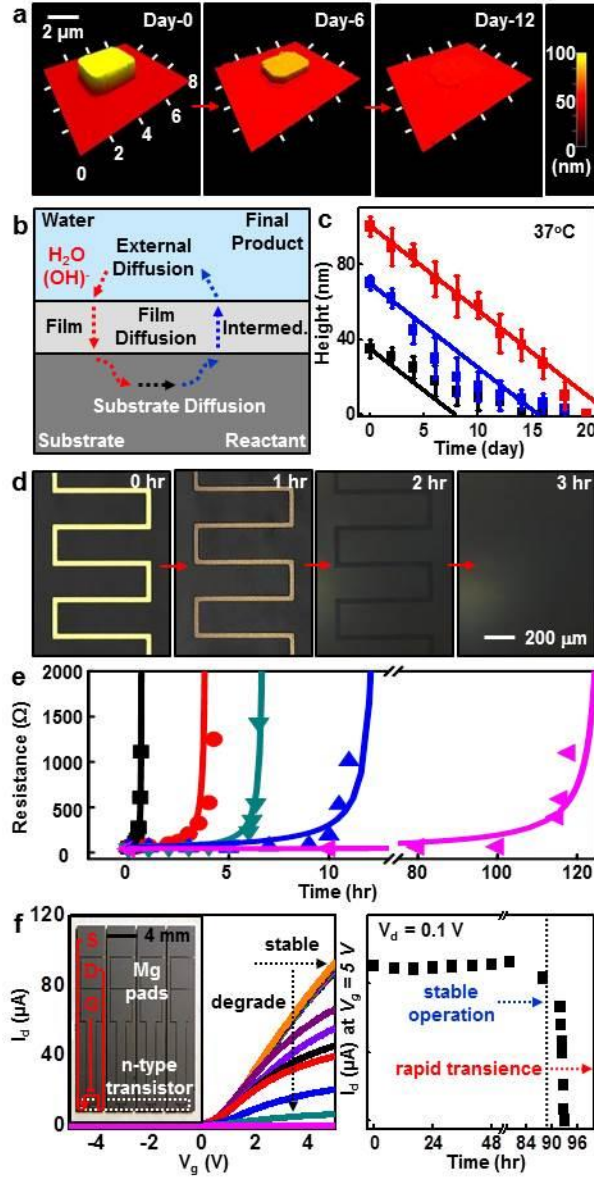 a
2 μm
Day-0
Day-6
Day-12
100
50
0
(nm)
8
6
4
2
0
b
Water
Final
Product
H2O
(OH)-
External
Diffusion
Film
Film
Diffusion
Intermed.
Substrate Diffusion
Substrate
Reactant
c
37oC
Height (nm)
80
40
0
0 5 10 15 20
Time (day)
d
0 hr
1 hr
2 hr
3 hr
200 μm
e
Resistance (Ω)
2000
1500
1000
500
0
0 5 10 80 100 120
Time (hr)
f
Id (μA)
120
80
40
0
S
D
G
4 mm
Mg
pads
n-type
transistor
stable
degrade
-4 -2 0 2 4
Vg (V)
Id (μA) at Vg = 5 V
Vd = 0.1 V
stable
operation
rapid transience
0 24 48 84 90 96
Time (hr)